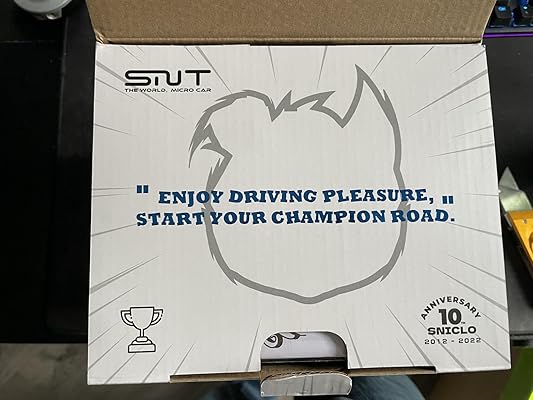 SNT
THE WORLD, MICRO CAR
" ENJOY DRIVING PLEASURE, "
START YOUR CHAMPION ROAD.
ANNIVERSARY
10
SNICLO
2012 - 2022